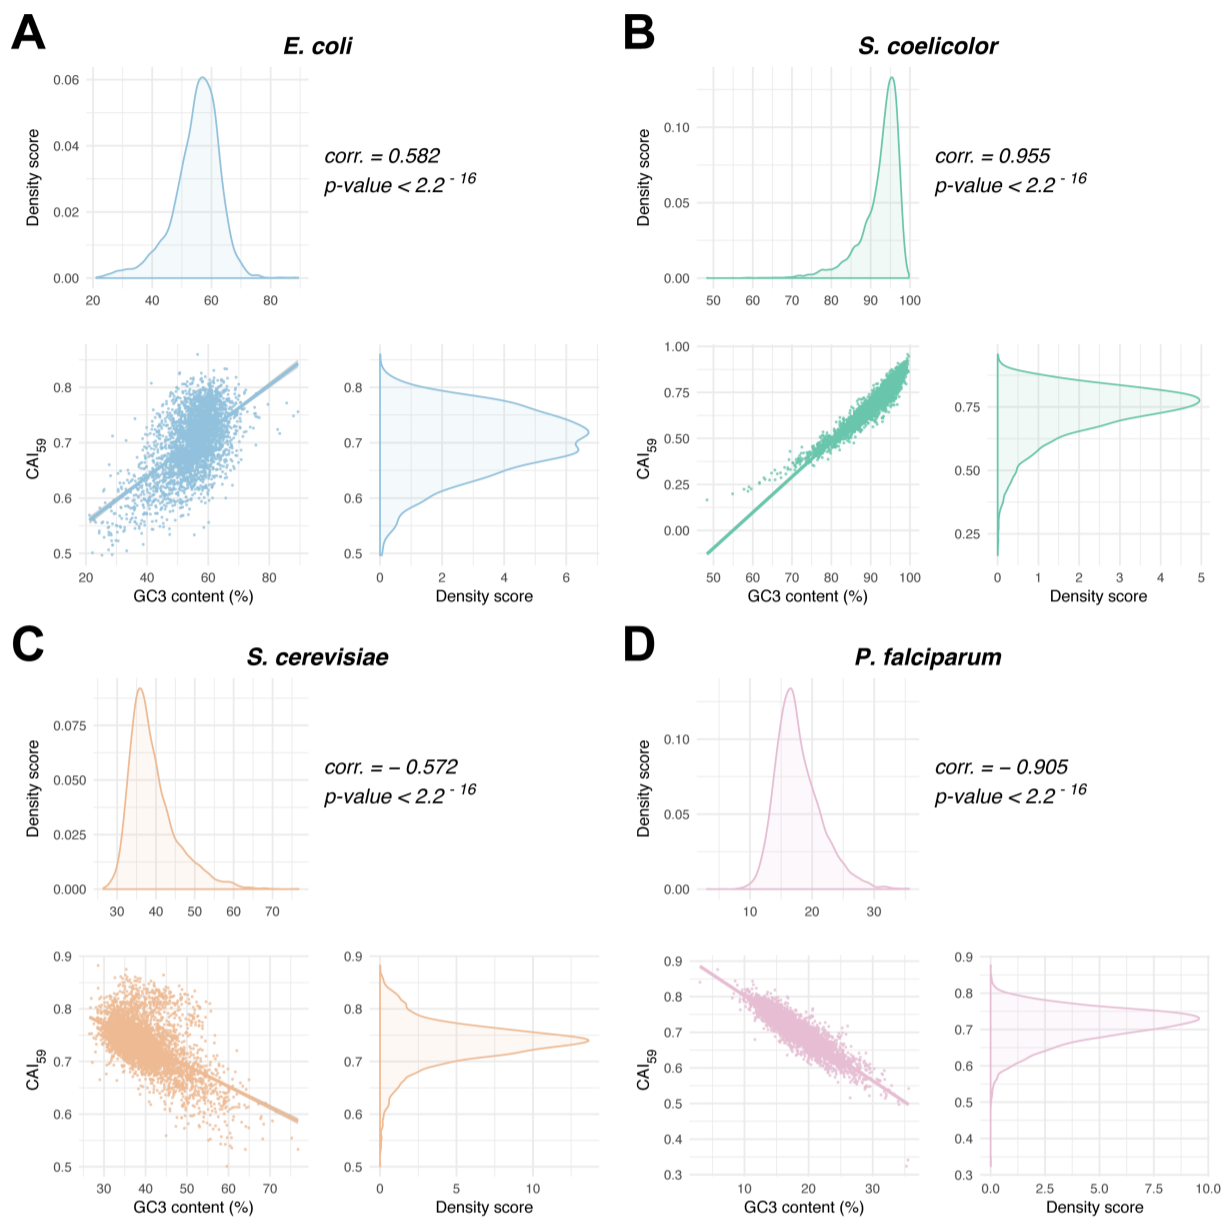 A
E. coli
0.06
0.04
0.02
0.00
Density score
20 40 60 80
corr. = 0.582
p-value < 2.2 - 16
0.8
0.7
0.6
0.5
CAI59
20 40 60 80
GC3 content (%)
0.8
0.7
0.6
0.5
0 2 4 6
Density score
B
S. coelicolor
0.10
0.05
0.00
Density score
50 60 70 80 90 100
corr. = 0.955
p-value < 2.2 - 16
1.00
0.75
0.50
0.25
0.00
CAI59
50 60 70 80 90 100
GC3 content (%)
0.75
0.50
0.25
0 1 2 3 4 5
Density score
C
S. cerevisiae
0.075
0.050
0.025
0.000
Density score
30 40 50 60 70
corr. = − 0.572
p-value < 2.2 - 16
0.9
0.8
0.7
0.6
0.5
CAI59
30 40 50 60 70
GC3 content (%)
0.9
0.8
0.7
0.6
0.5
0 5 10
Density score
D
P. falciparum
0.10
0.05
0.00
Density score
10 20 30
corr. = − 0.905
p-value < 2.2 - 16
0.9
0.8
0.7
0.6
0.5
0.4
0.3
CAI59
10 20 30
GC3 content (%)
0.9
0.8
0.7
0.6
0.5
0.4
0.3
0.0 2.5 5.0 7.5 10.0
Density score